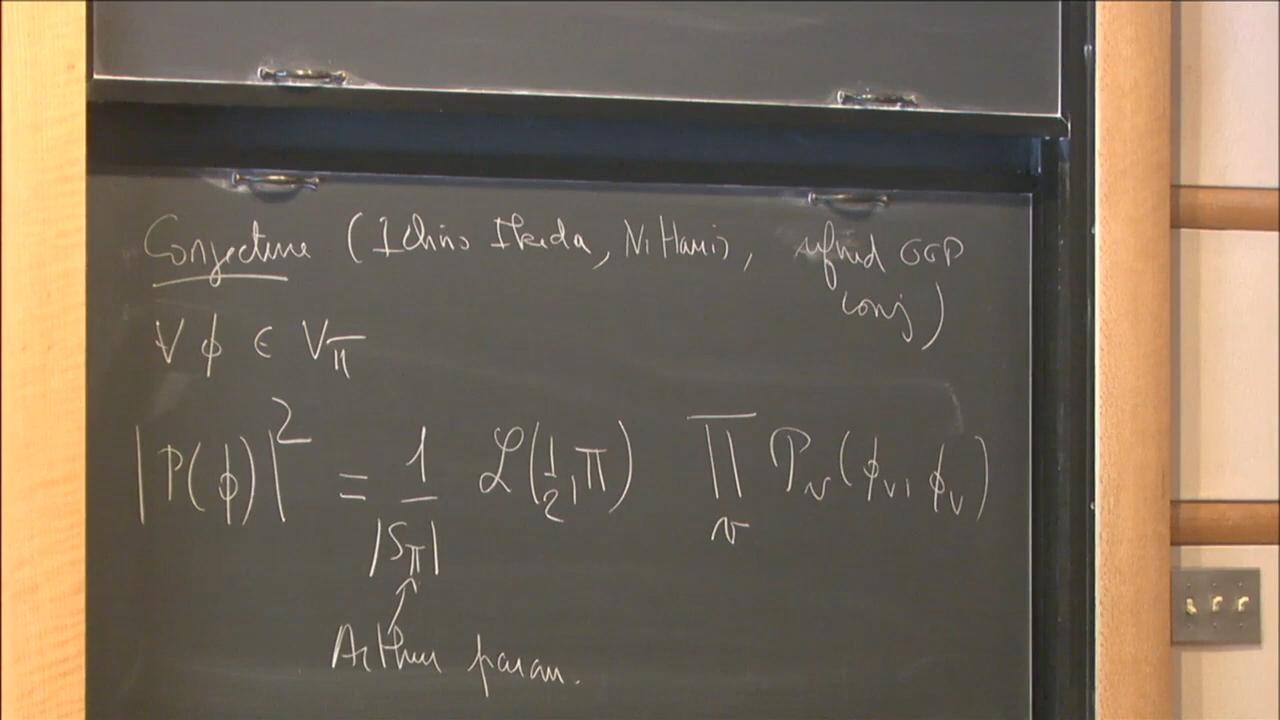 Conjecture (Ichino Ikeda, N. Harris, refined GGP
conj)
∀ φ ∈ V_π
|P(φ)|² = 1/|S_π| ℒ(1/2, π) ∏_v 𝒫_v(φ_v, φ_v)
Arthur param.